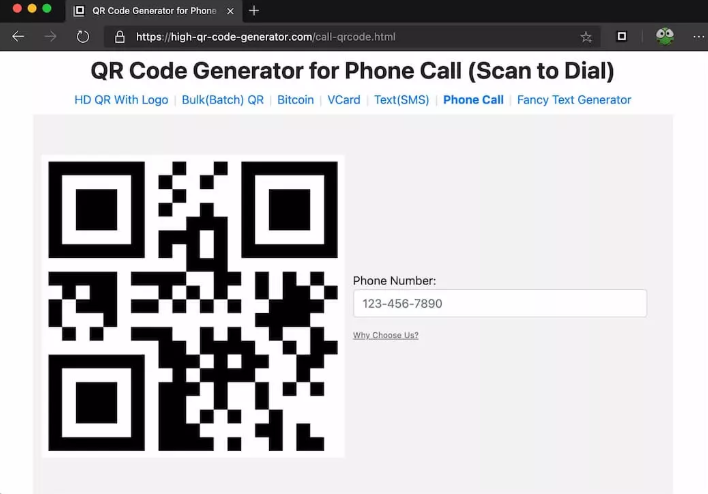 QR Code Generator for Phone
https://high-qr-code-generator.com/call-qrcode.html
QR Code Generator for Phone Call (Scan to Dial)
HD QR With Logo | Bulk(Batch) QR | Bitcoin | VCard | Text(SMS) | Phone Call | Fancy Text Generator
Phone Number:
123-456-7890
Why Choose Us?